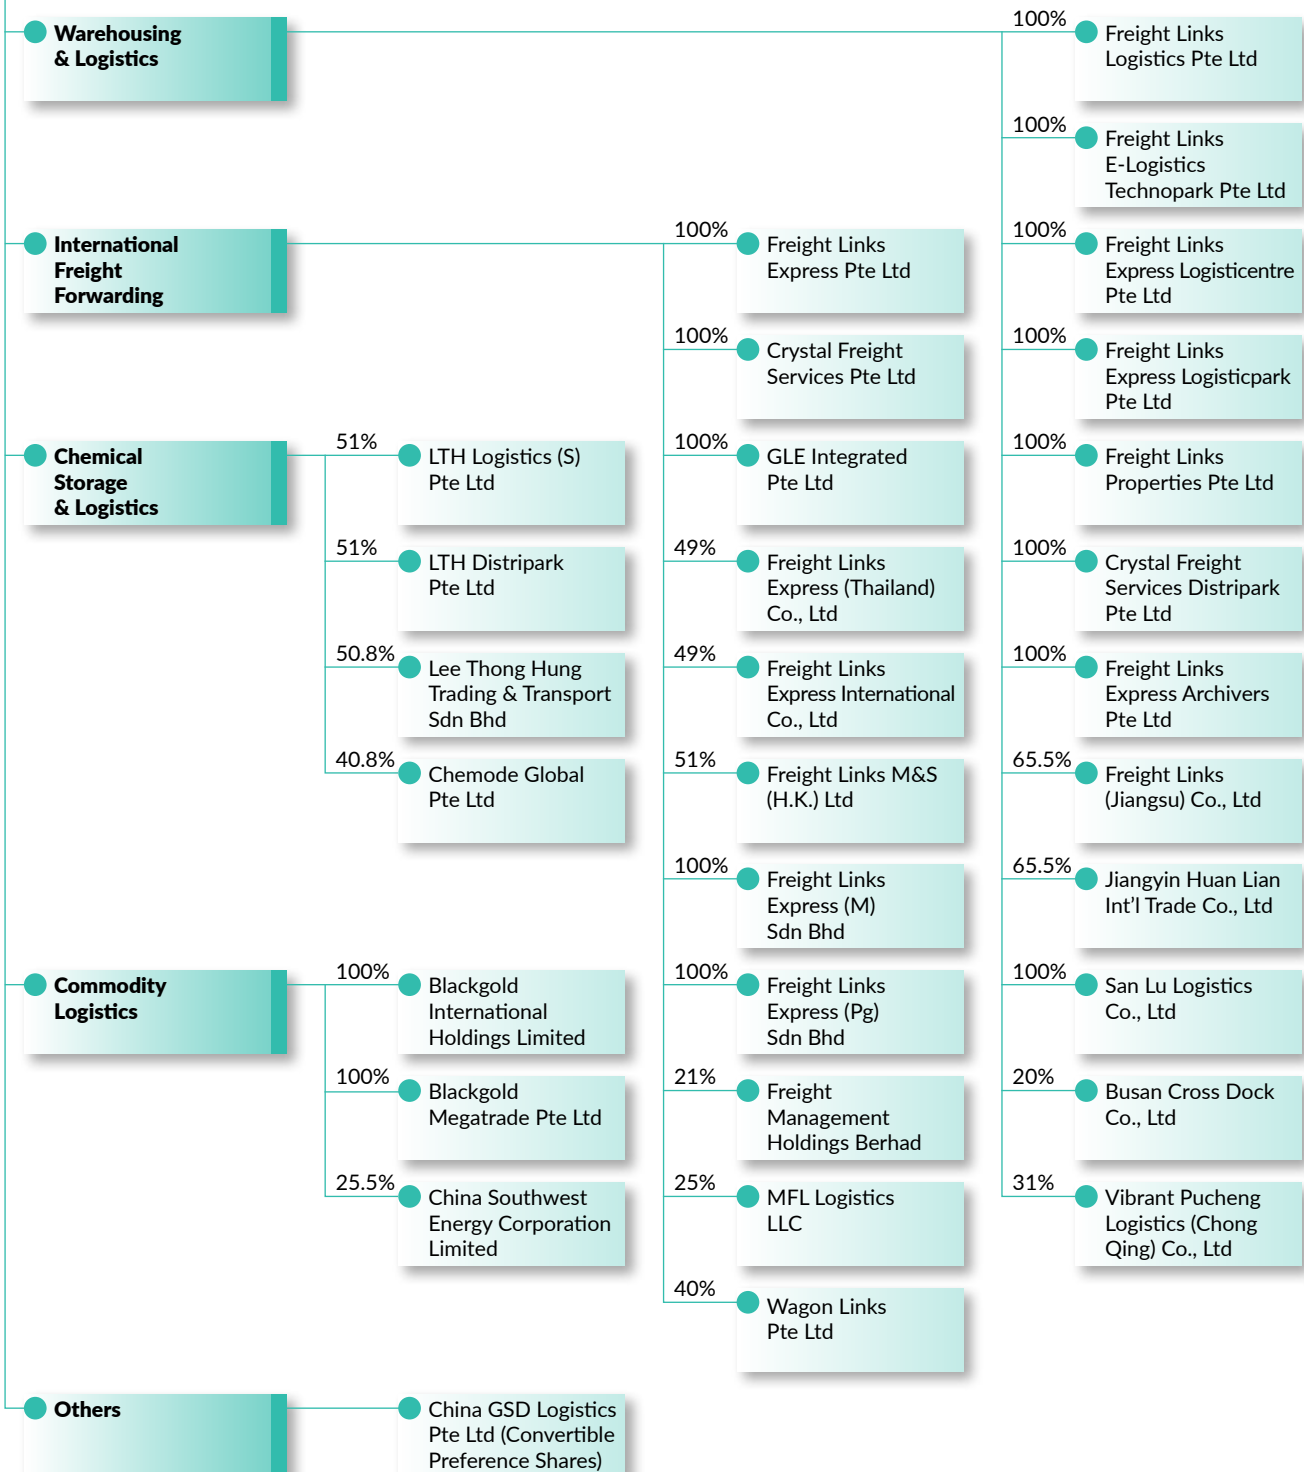 Warehousing
& Logistics
100%
Freight Links
Logistics Pte Ltd
100%
Freight Links
E-Logistics
Technopark Pte Ltd
100%
Freight Links
Express Logisticentre
Pte Ltd
100%
Freight Links
Express Logisticpark
Pte Ltd
100%
Freight Links
Properties Pte Ltd
100%
Crystal Freight
Services Distripark
Pte Ltd
100%
Freight Links
Express Archivers
Pte Ltd
65.5%
Freight Links
(Jiangsu) Co., Ltd
65.5%
Jiangyin Huan Lian
Int'l Trade Co., Ltd
100%
San Lu Logistics
Co., Ltd
20%
Busan Cross Dock
Co., Ltd
31%
Vibrant Pucheng
Logistics (Chong
Qing) Co., Ltd
International
Freight
Forwarding
100%
Freight Links
Express Pte Ltd
100%
Crystal Freight
Services Pte Ltd
100%
GLE Integrated
Pte Ltd
49%
Freight Links
Express (Thailand)
Co., Ltd
49%
Freight Links
Express International
Co., Ltd
51%
Freight Links M&S
(H.K.) Ltd
100%
Freight Links
Express (M)
Sdn Bhd
100%
Freight Links
Express (Pg)
Sdn Bhd
21%
Freight
Management
Holdings Berhad
25%
MFL Logistics
LLC
40%
Wagon Links
Pte Ltd
Chemical
Storage
& Logistics
51%
LTH Logistics (S)
Pte Ltd
51%
LTH Distripark
Pte Ltd
50.8%
Lee Thong Hung
Trading & Transport
Sdn Bhd
40.8%
Chemode Global
Pte Ltd
Commodity
Logistics
100%
Blackgold
International
Holdings Limited
100%
Blackgold
Megatrade Pte Ltd
25.5%
China Southwest
Energy Corporation
Limited
Others
China GSD Logistics
Pte Ltd (Convertible
Preference Shares)